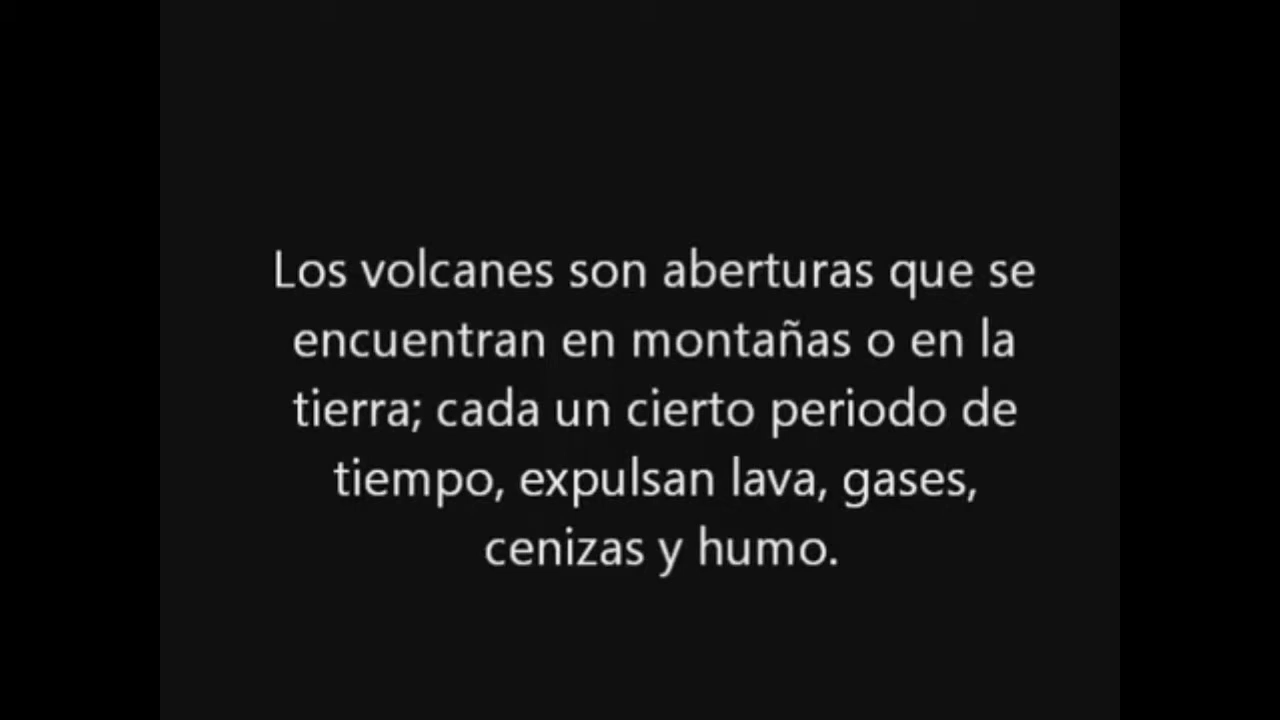 Los volcanes son aberturas que se
encuentran en montañas o en la
tierra; cada un cierto periodo de
tiempo, expulsan lava, gases,
cenizas y humo.